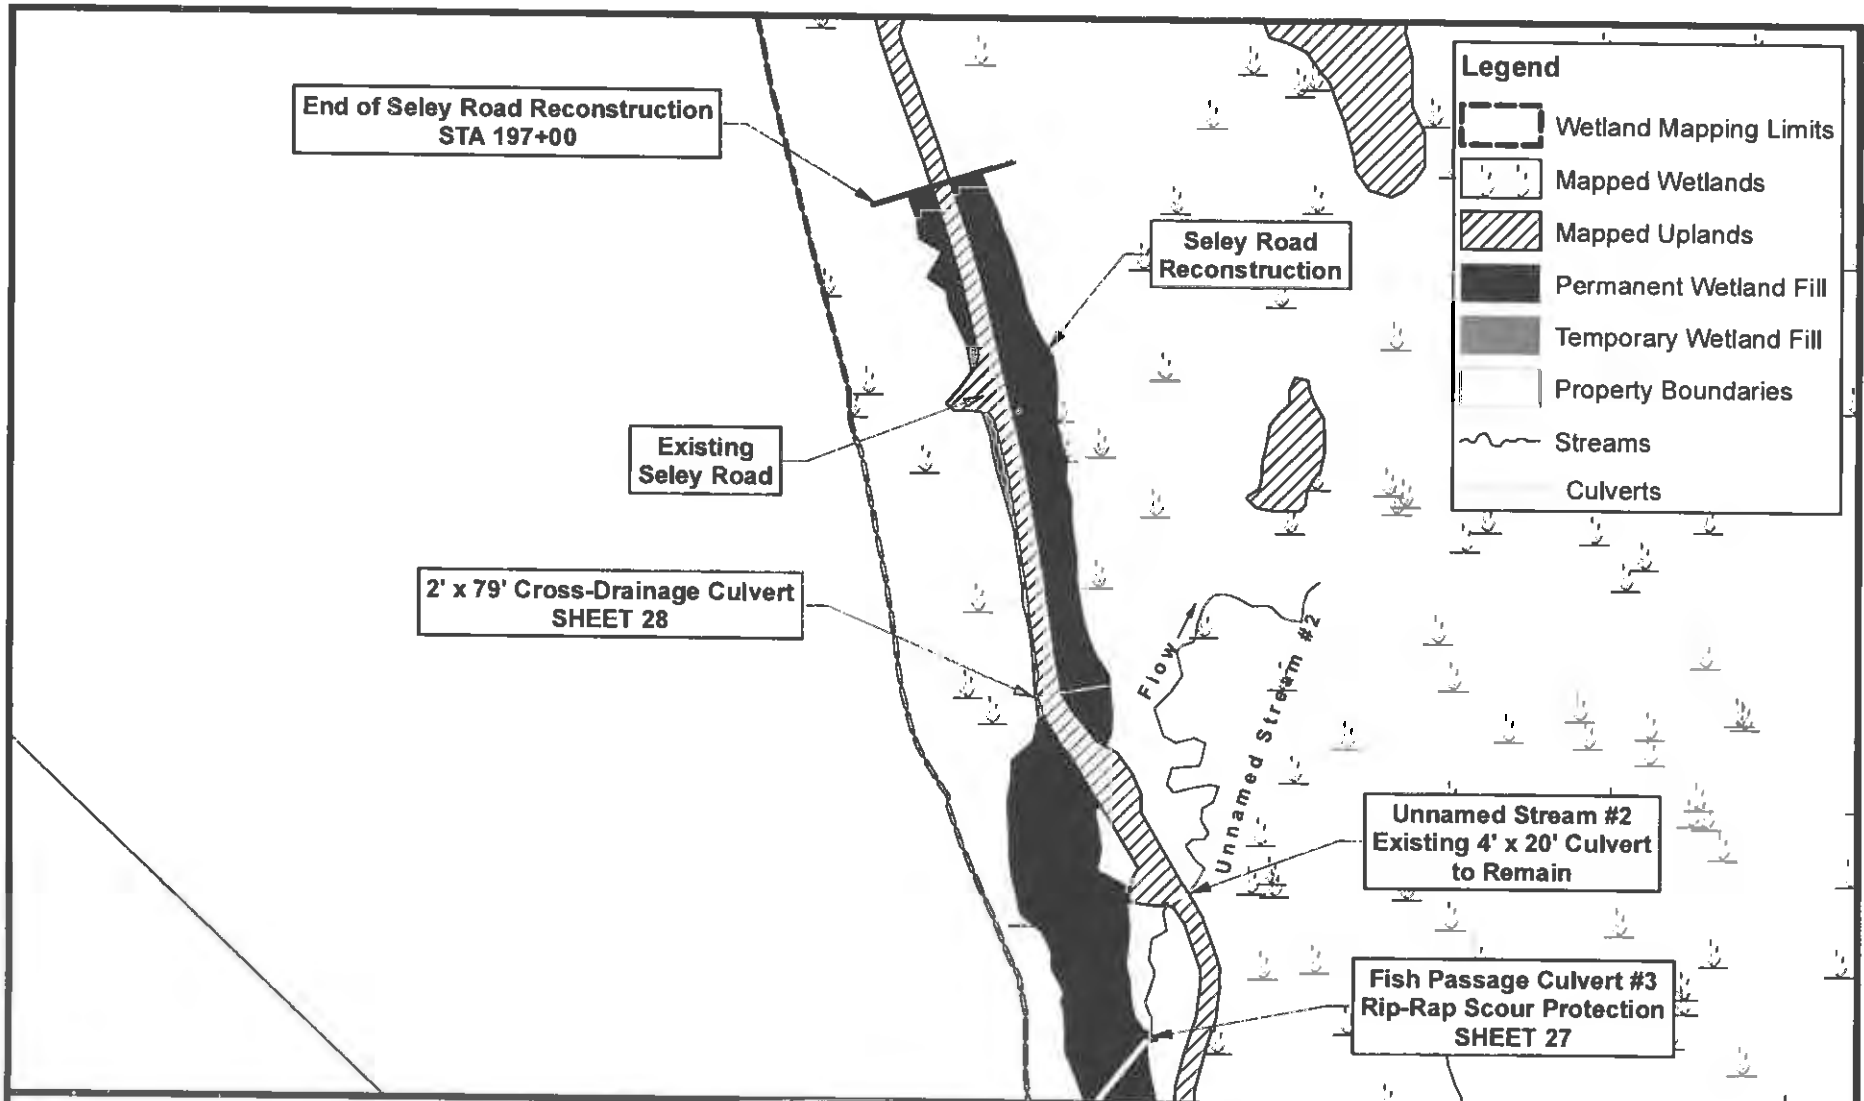 End of Seley Road Reconstruction
STA 197+00
Seley Road
Reconstruction
Existing
Seley Road
2' x 79' Cross-Drainage Culvert
SHEET 28
Flow
Unnamed Stream #2
Unnamed Stream #2
Existing 4' x 20' Culvert
to Remain
Fish Passage Culvert #3
Rip-Rap Scour Protection
SHEET 27
Legend
Wetland Mapping Limits
Mapped Wetlands
Mapped Uplands
Permanent Wetland Fill
Temporary Wetland Fill
Property Boundaries
Streams
Culverts